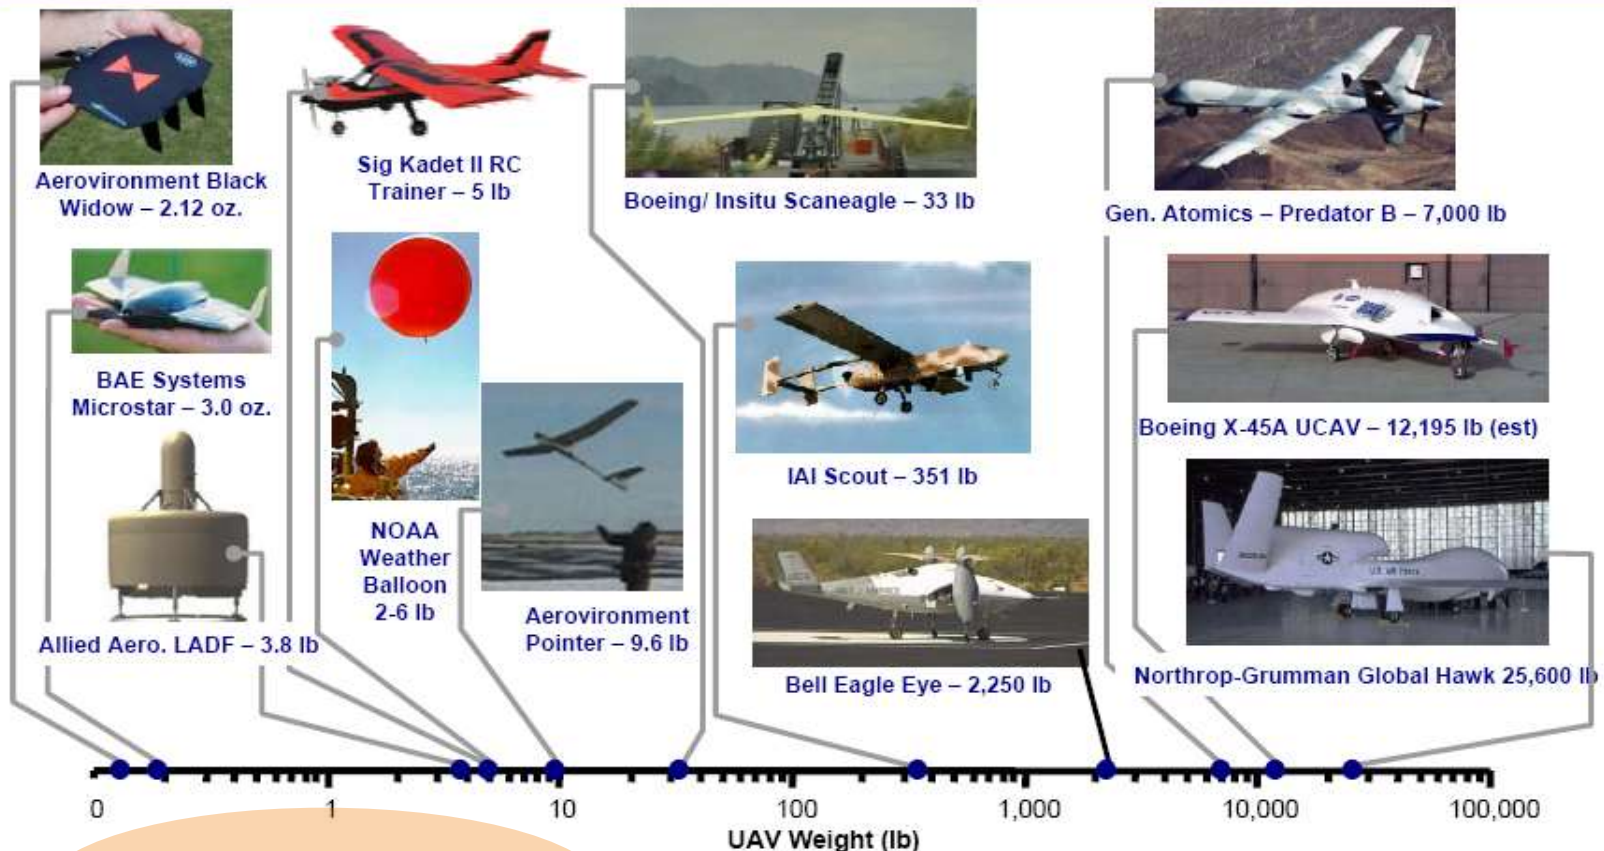 Aerovironment Black
Widow – 2.12 oz.
Sig Kadet II RC
Trainer – 5 lb
Boeing/ Insitu Scaneagle – 33 lb
Gen. Atomics – Predator B – 7,000 lb
BAE Systems
Microstar – 3.0 oz.
NOAA
Weather
Balloon
2-6 lb
IAI Scout – 351 lb
Boeing X-45A UCAV – 12,195 lb (est)
Allied Aero. LADF – 3.8 lb
Aerovironment
Pointer – 9.6 lb
Bell Eagle Eye – 2,250 lb
U.S. AIR FORCE
Northrop-Grumman Global Hawk 25,600 lb
0
1
10
100
1,000
10,000
100,000
UAV Weight (lb)